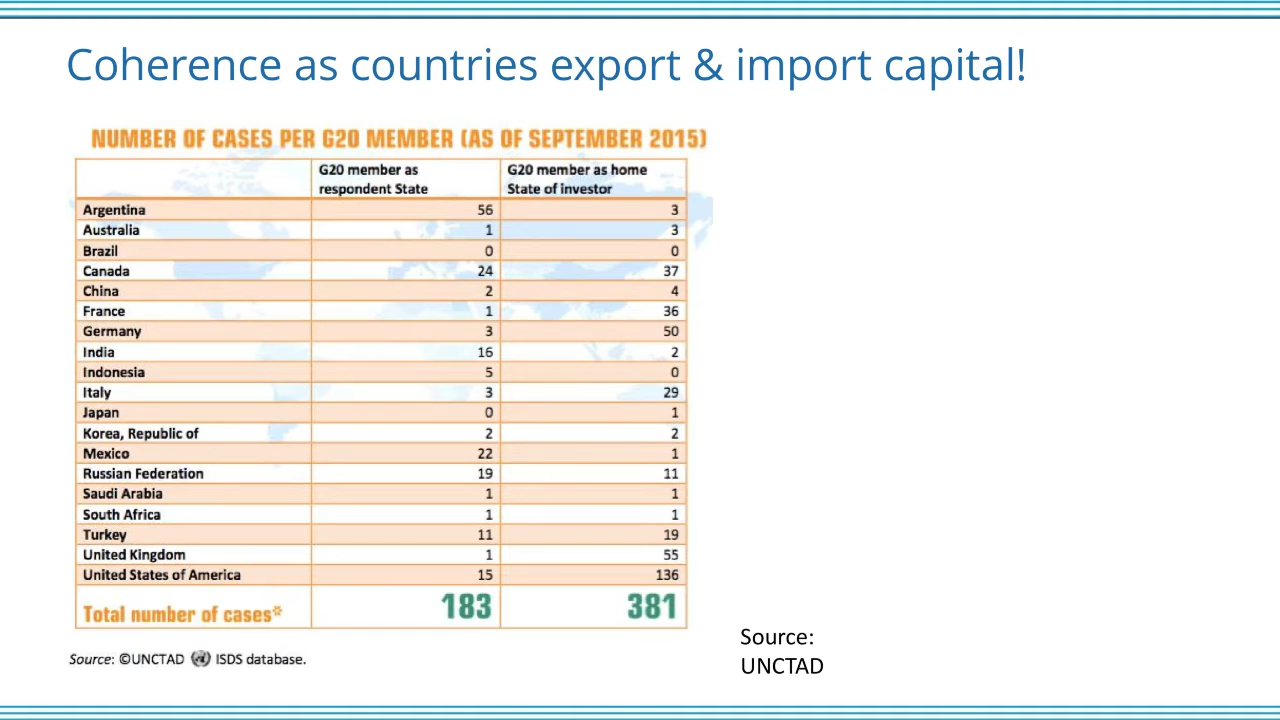 Coherence as countries export & import capital!
NUMBER OF CASES PER G20 MEMBER (AS OF SEPTEMBER 2015)
G20 member as respondent State G20 member as home State of investor
Argentina 56 3
Australia 1 3
Brazil 0 0
Canada 24 37
China 2 4
France 1 36
Germany 3 50
India 16 2
Indonesia 5 0
Italy 3 29
Japan 0 1
Korea, Republic of 2 2
Mexico 22 1
Russian Federation 19 11
Saudi Arabia 1 1
South Africa 1 1
Turkey 11 19
United Kingdom 1 55
United States of America 15 136
Total number of cases* 183 381
Source: ©UNCTAD ISDS database.
Source:
UNCTAD